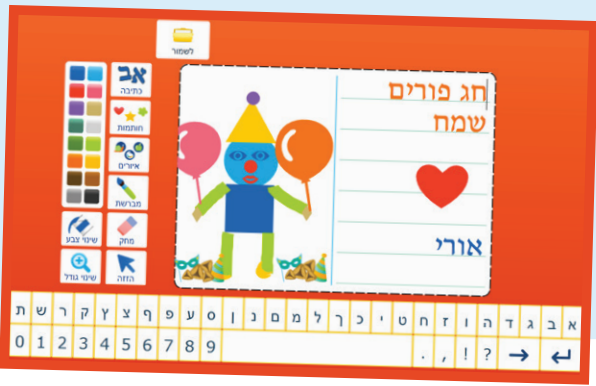 לשמור
אב
כתיבה
חותמות
איורים
מברשת
מחק
שינוי צבע
הזזה
שינוי גודל
חג פורים
שמח
אורי
א ב ג ד ה ו ז ח ט י כ ך ל מ ם נ ן ס ע פ ף צ ץ ק ר ש ת
0 1 2 3 4 5 6 7 8 9 . , ! ?